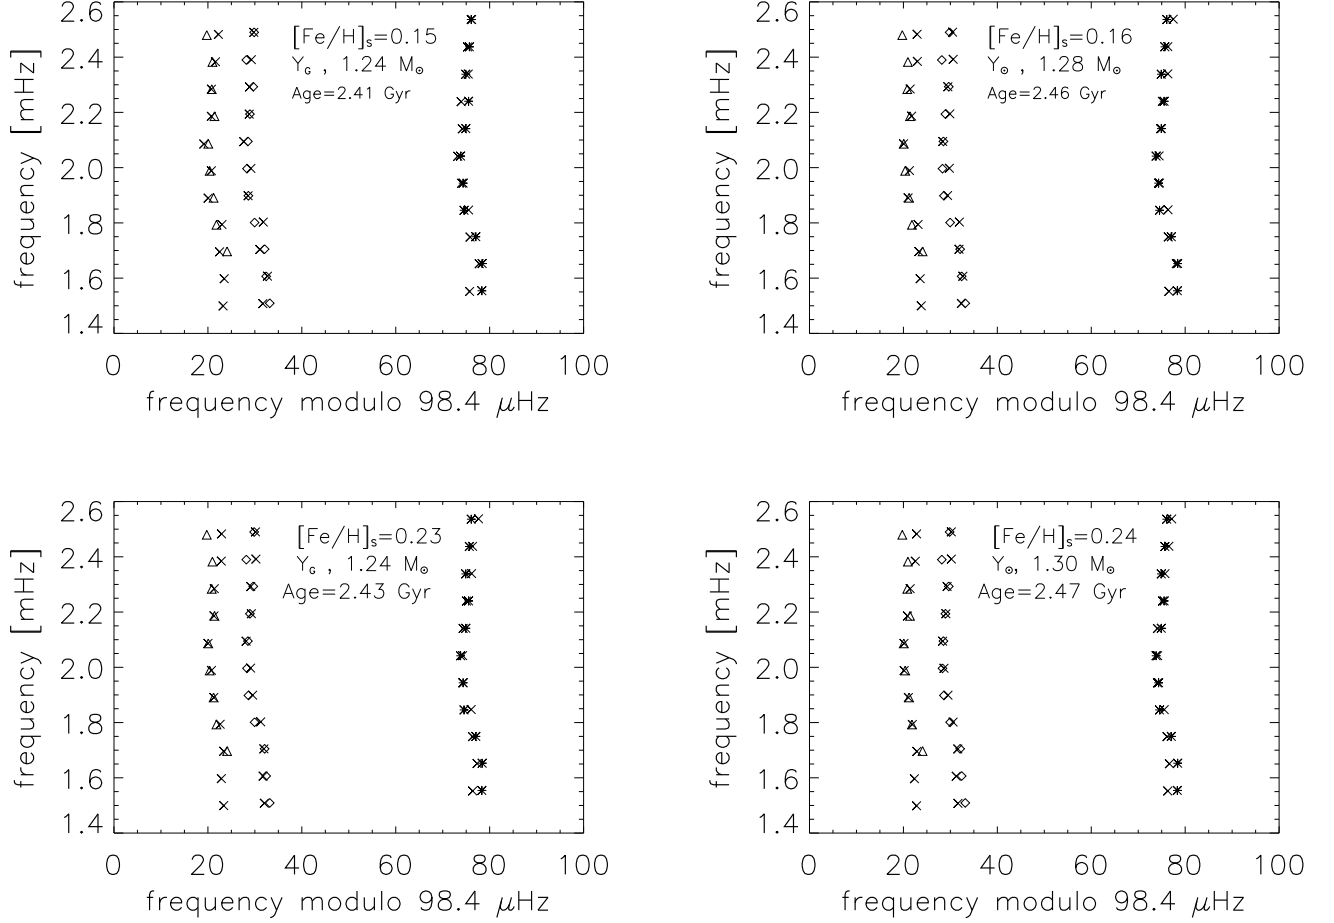 2.6
2.4
2.2
2.0
1.8
1.6
1.4
frequency [mHz]
[Fe/H]s=0.15
Y_G , 1.24 M⊙
Age=2.41 Gyr
0 20 40 60 80 100
frequency modulo 98.4 μHz
2.6
2.4
2.2
2.0
1.8
1.6
1.4
frequency [mHz]
[Fe/H]s=0.16
Y⊙ , 1.28 M⊙
Age=2.46 Gyr
0 20 40 60 80 100
frequency modulo 98.4 μHz
2.6
2.4
2.2
2.0
1.8
1.6
1.4
frequency [mHz]
[Fe/H]s=0.23
Y_G , 1.24 M⊙
Age=2.43 Gyr
0 20 40 60 80 100
frequency modulo 98.4 μHz
2.6
2.4
2.2
2.0
1.8
1.6
1.4
frequency [mHz]
[Fe/H]s=0.24
Y⊙, 1.30 M⊙
Age=2.47 Gyr
0 20 40 60 80 100
frequency modulo 98.4 μHz